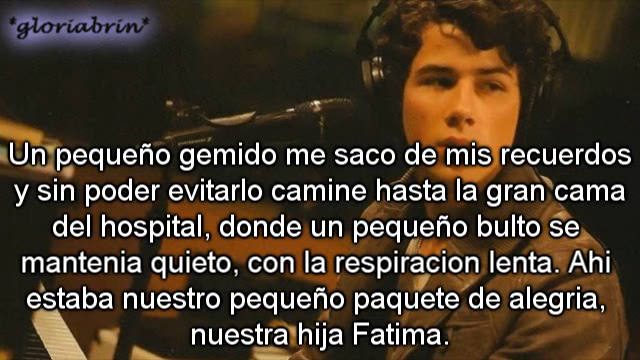 *gloriabrin*
Un pequeño gemido me saco de mis recuerdos
y sin poder evitarlo camine hasta la gran cama
del hospital, donde un pequeño bulto se
mantenia quieto, con la respiracion lenta. Ahi
estaba nuestro pequeño paquete de alegria,
nuestra hija Fatima.